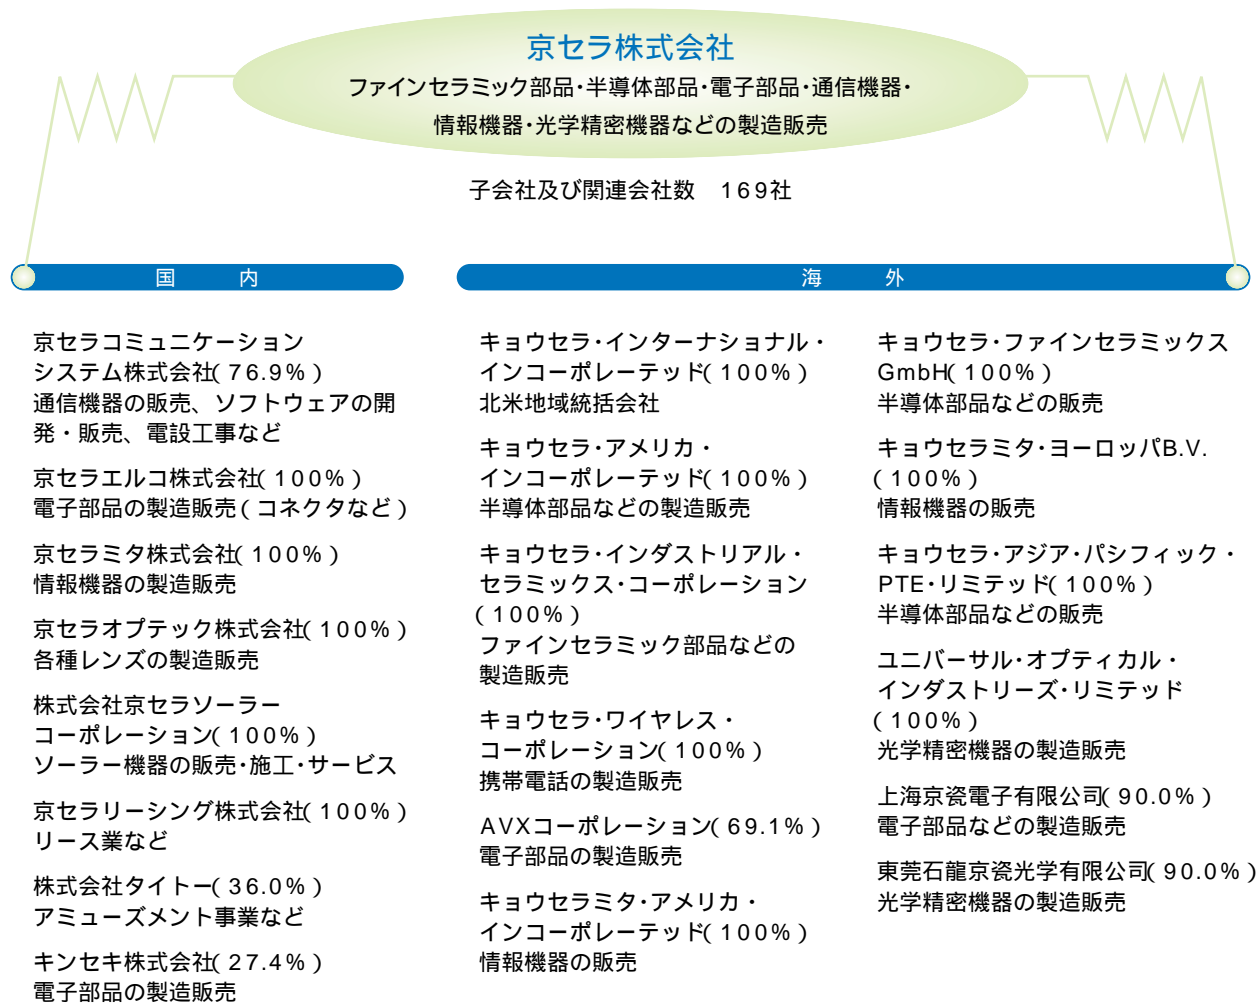 京セラ株式会社
ファインセラミック部品・半導体部品・電子部品・通信機器・
情報機器・光学精密機器などの製造販売
子会社及び関連会社数　169社
国　内
京セラコミュニケーション
システム株式会社(76.9%)
通信機器の販売、ソフトウェアの開
発・販売、電設工事など
京セラエルコ株式会社(100%)
電子部品の製造販売(コネクタなど)
京セラミタ株式会社(100%)
情報機器の製造販売
京セラオプテック株式会社(100%)
各種レンズの製造販売
株式会社京セラソーラー
コーポレーション(100%)
ソーラー機器の販売・施工・サービス
京セラリーシング株式会社(100%)
リース業など
株式会社タイトー(36.0%)
アミューズメント事業など
キンセキ株式会社(27.4%)
電子部品の製造販売
海　外
キョウセラ・インターナショナル・
インコーポレーテッド(100%)
北米地域統括会社
キョウセラ・アメリカ・
インコーポレーテッド(100%)
半導体部品などの製造販売
キョウセラ・インダストリアル・
セラミックス・コーポレーション
(100%)
ファインセラミック部品などの
製造販売
キョウセラ・ワイヤレス・
コーポレーション(100%)
携帯電話の製造販売
AVXコーポレーション(69.1%)
電子部品の製造販売
キョウセラミタ・アメリカ・
インコーポレーテッド(100%)
情報機器の販売
キョウセラ・ファインセラミックス
GmbH(100%)
半導体部品などの販売
キョウセラミタ・ヨーロッパB.V.
(100%)
情報機器の販売
キョウセラ・アジア・パシフィック・
PTE・リミテッド(100%)
半導体部品などの販売
ユニバーサル・オプティカル・
インダストリーズ・リミテッド
(100%)
光学精密機器の製造販売
上海京瓷電子有限公司(90.0%)
電子部品などの製造販売
東莞石龍京瓷光学有限公司(90.0%)
光学精密機器の製造販売